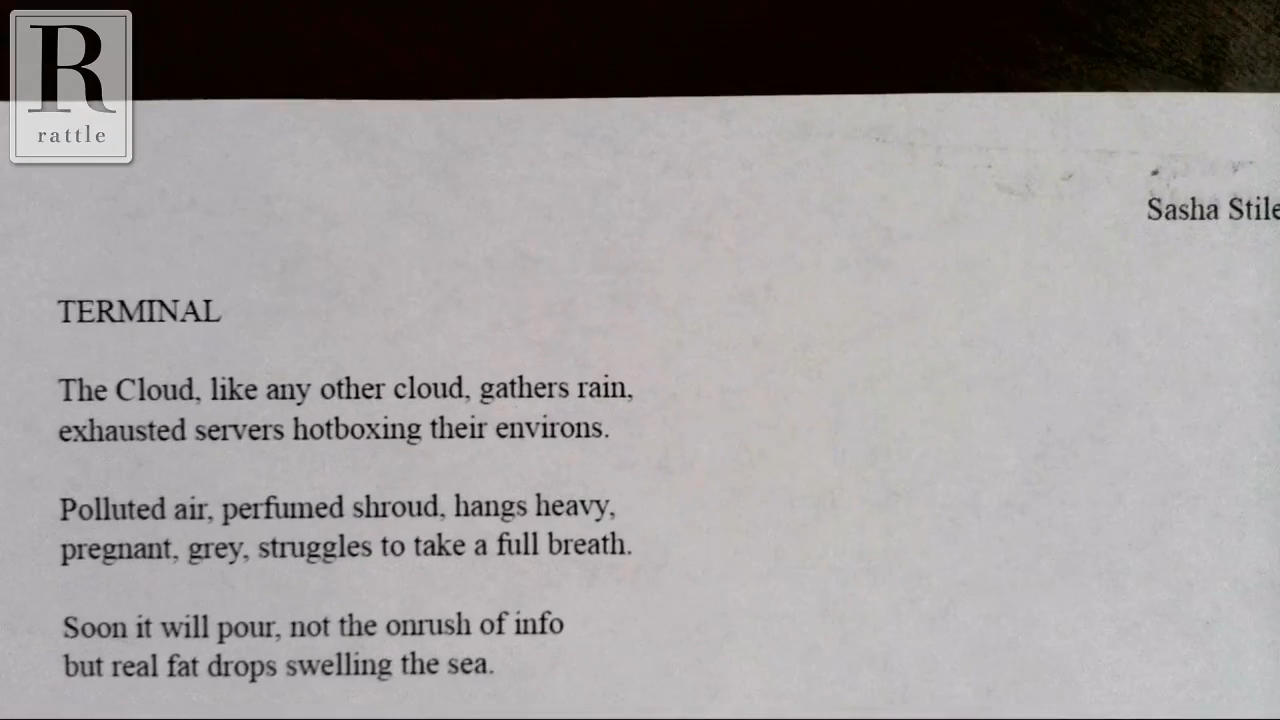 R
rattle
Sasha Stile
TERMINAL
The Cloud, like any other cloud, gathers rain,
exhausted servers hotboxing their environs.
Polluted air, perfumed shroud, hangs heavy,
pregnant, grey, struggles to take a full breath.
Soon it will pour, not the onrush of info
but real fat drops swelling the sea.